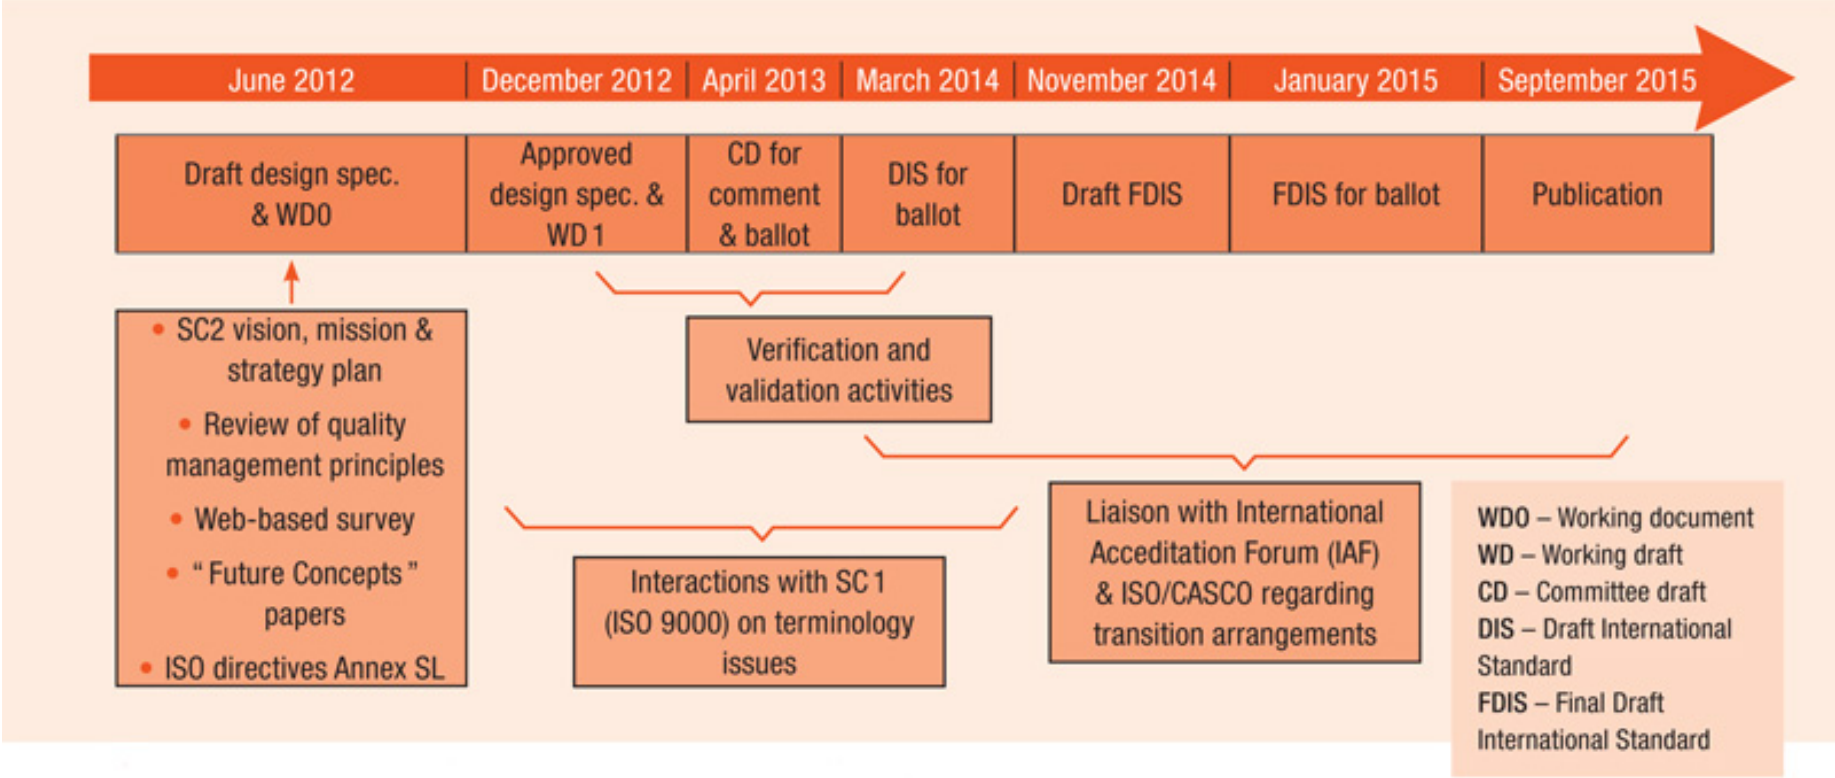 June 2012
December 2012
April 2013
March 2014
November 2014
January 2015
September 2015
Draft design spec.
& WD0
Approved
design spec. &
WD 1
CD for
comment
& ballot
DIS for
ballot
Draft FDIS
FDIS for ballot
Publication
• SC2 vision, mission &
strategy plan
• Review of quality
management principles
• Web-based survey
• “ Future Concepts ”
papers
• ISO directives Annex SL
Verification and
validation activities
Interactions with SC 1
(ISO 9000) on terminology
issues
Liaison with International
Acceditation Forum (IAF)
& ISO/CASCO regarding
transition arrangements
WDO – Working document
WD – Working draft
CD – Committee draft
DIS – Draft International
Standard
FDIS – Final Draft
International Standard